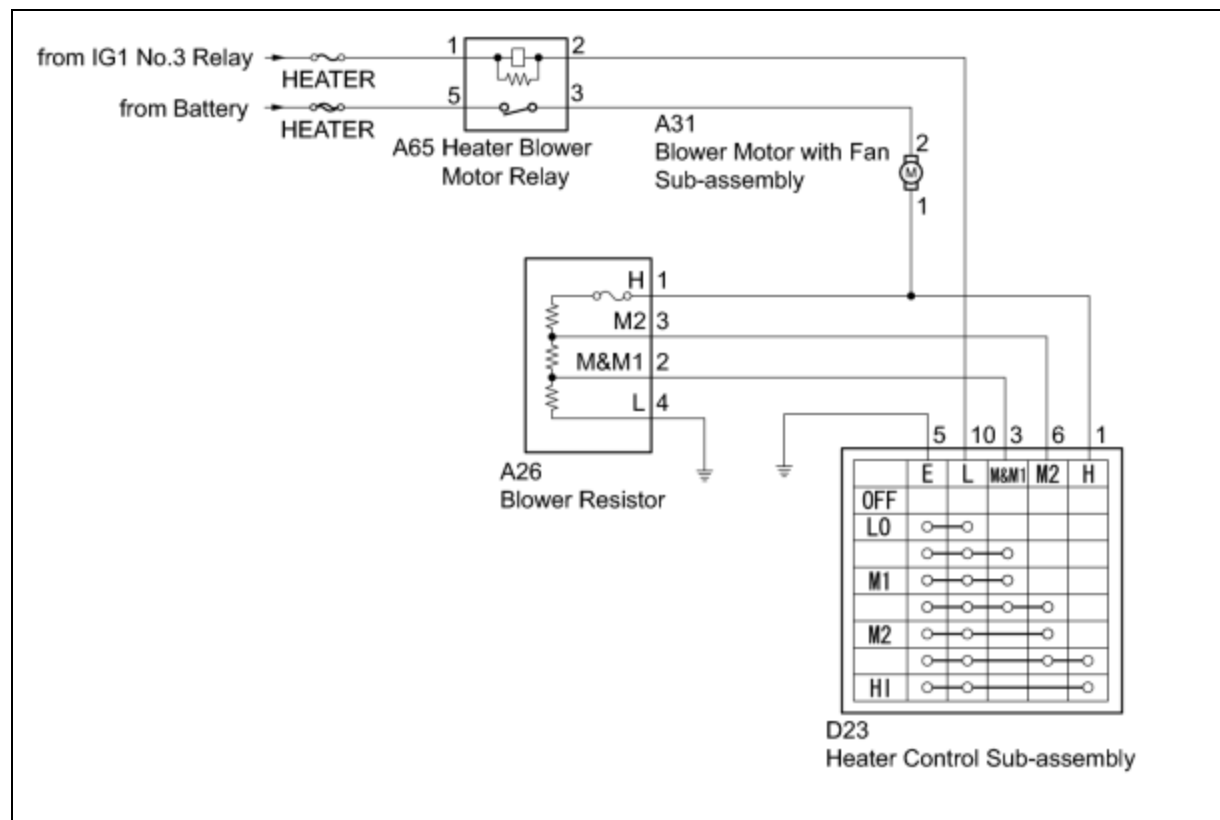 from IG1 No.3 Relay
HEATER
1
2
from Battery
HEATER
5
3
A65 Heater Blower
Motor Relay
A31
Blower Motor with Fan
Sub-assembly
2
M
1
H 1
M2 3
M&M1 2
L 4
A26
Blower Resistor
5 10 3 6 1
E L M&M1 M2 H
OFF
LO
M1
M2
HI
D23
Heater Control Sub-assembly